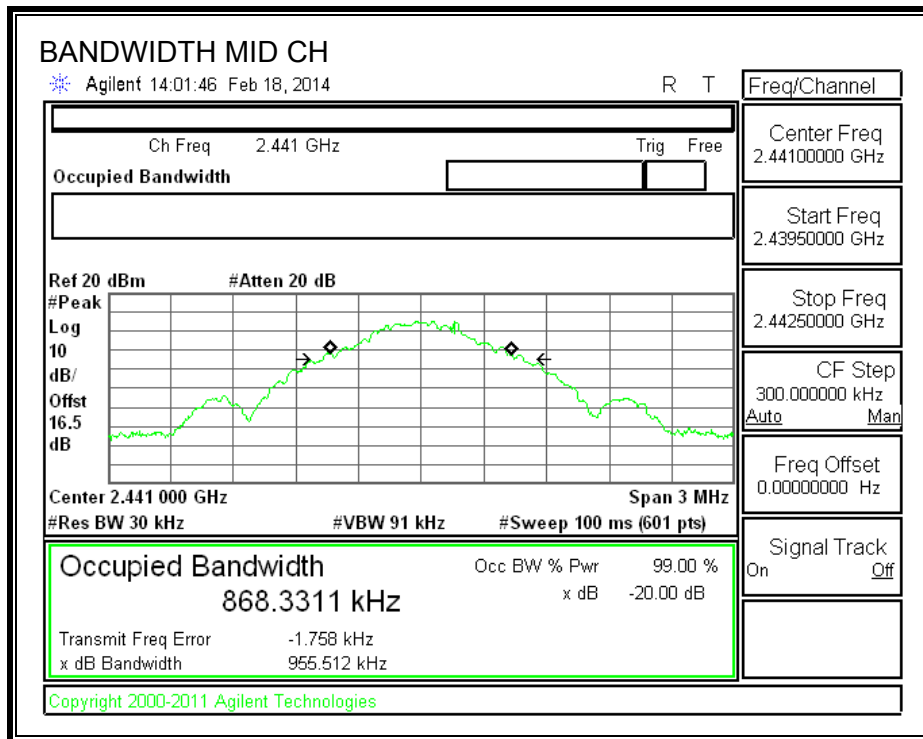 BANDWIDTH MID CH
Agilent 14:01:46 Feb 18, 2014 R T
Freq/Channel
Ch Freq 2.441 GHz Trig Free
Occupied Bandwidth
Center Freq
2.44100000 GHz
Start Freq
2.43950000 GHz
Stop Freq
2.44250000 GHz
CF Step
300.000000 kHz
Auto Man
Freq Offset
0.00000000 Hz
Signal Track
On Off
Ref 20 dBm #Atten 20 dB
#Peak
Log
10
dB/
Offst
16.5
dB
Center 2.441 000 GHz Span 3 MHz
#Res BW 30 kHz #VBW 91 kHz #Sweep 100 ms (601 pts)
Occupied Bandwidth Occ BW % Pwr 99.00 %
868.3311 kHz x dB -20.00 dB
Transmit Freq Error -1.758 kHz
x dB Bandwidth 955.512 kHz
Copyright 2000-2011 Agilent Technologies